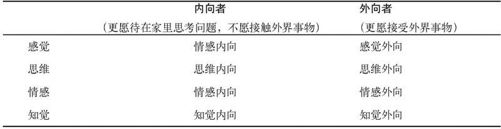 内向者 外向者
（更愿待在家里思考问题，不愿接触外界事物） （更愿接受外界事物）
感觉 情感内向 感觉外向
思维 思维内向 思维外向
情感 情感内向 情感外向
知觉 知觉内向 知觉外向